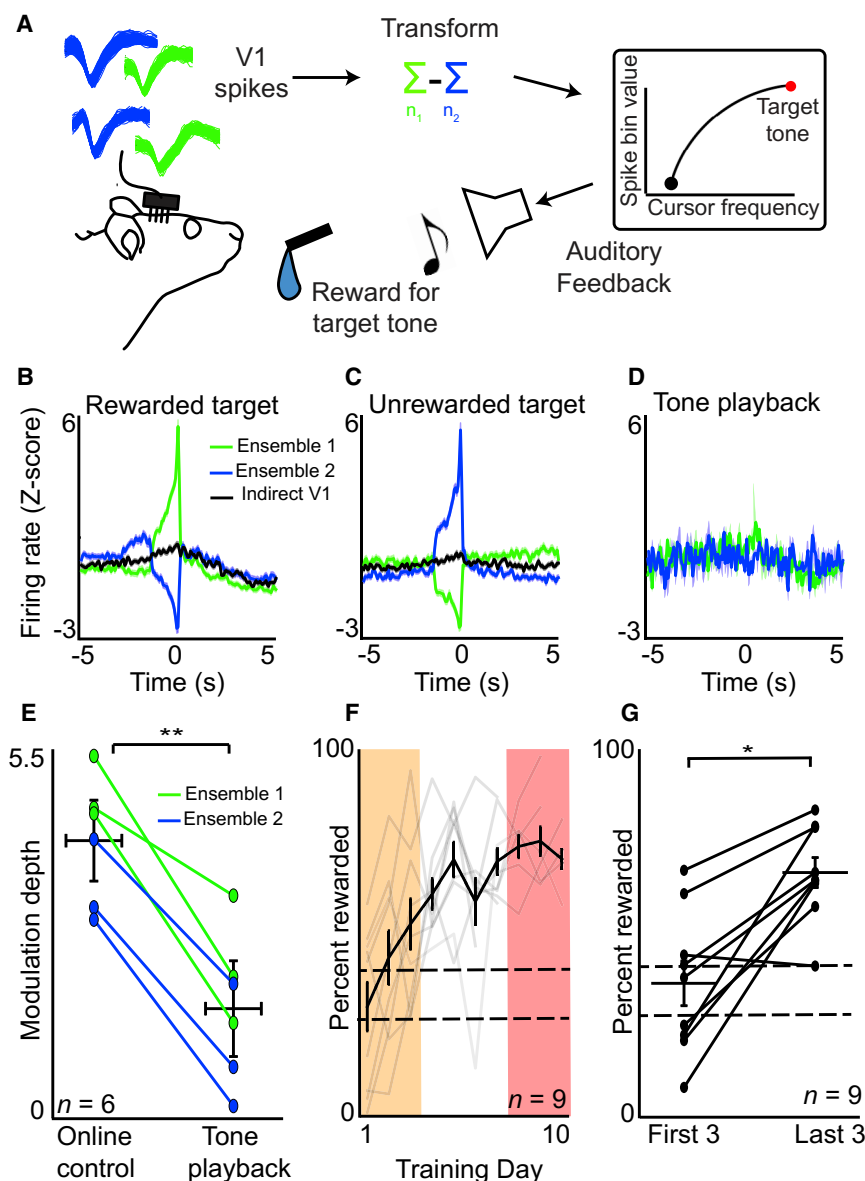 A
V1
spikes
Transform
Σ-Σ
n1 n2
Spike bin value
Target
tone
Cursor frequency
Auditory
Feedback
Reward for
target tone
B
Rewarded target
Firing rate (Z-score)
6
-3
Ensemble 1
Ensemble 2
Indirect V1
-5 0 5
Time (s)
C
Unrewarded target
6
-3
-5 0 5
Time (s)
D
Tone playback
6
-3
-5 0 5
Time (s)
E
**
5.5
Modulation depth
0
Ensemble 1
Ensemble 2
n = 6
Online
control
Tone
playback
F
100
Percent rewarded
0
n = 9
1 10
Training Day
G
*
100
Percent rewarded
0
n = 9
First 3 Last 3